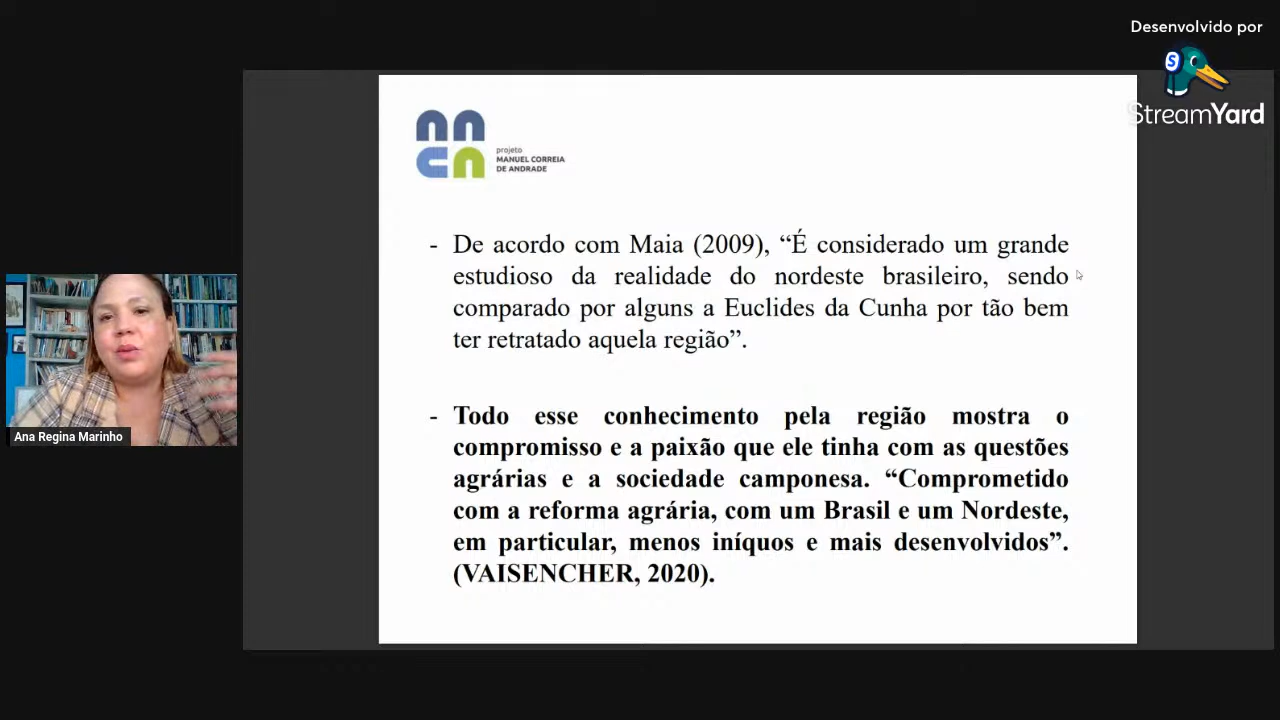 Desenvolvido por
StreamYard
projeto
MANUEL CORREIA
DE ANDRADE
- De acordo com Maia (2009), “É considerado um grande
estudioso da realidade do nordeste brasileiro, sendo
comparado por alguns a Euclides da Cunha por tão bem
ter retratado aquela região”.
- Todo esse conhecimento pela região mostra o
compromisso e a paixão que ele tinha com as questões
agrárias e a sociedade camponesa. “Comprometido
com a reforma agrária, com um Brasil e um Nordeste,
em particular, menos iníquos e mais desenvolvidos”.
(VAISENCHER, 2020).
Ana Regina Marinho